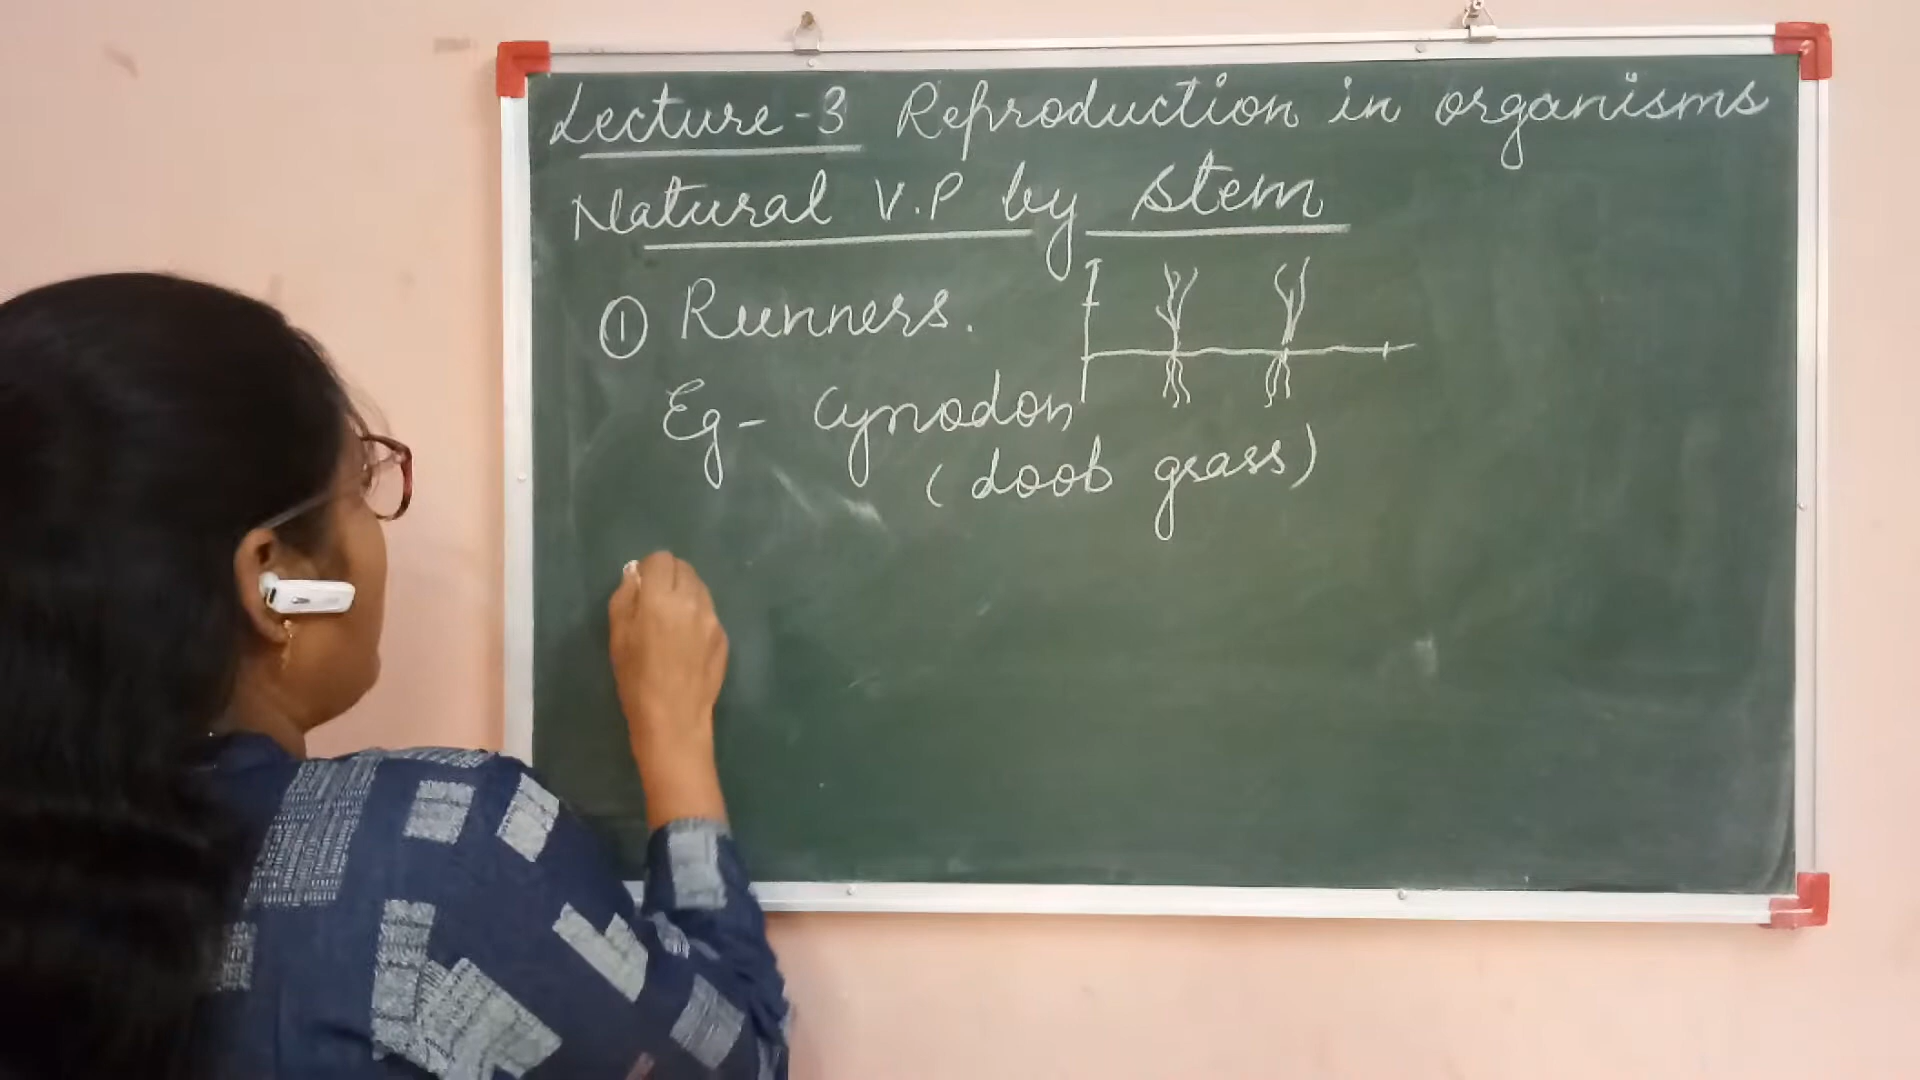 Lecture-3 Reproduction in organisms
Natural V.P by stem
① Runners.
Eg- Cynodon
(doob grass)